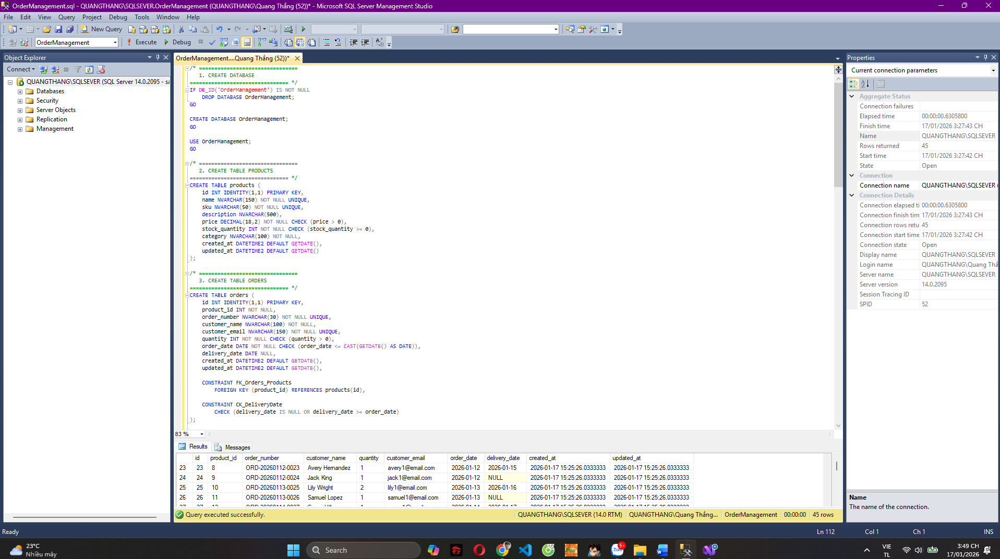 OrderManagement.sql - QUANGTHANG\SQLSEVER.OrderManagement (QUANGTHANG\Quang Thắng (52))* - Microsoft SQL Server Management Studio
File Edit View Query Project Debug Tools Window Help
New Query
OrderManagement Execute Debug
Object Explorer
Connect
QUANGTHANG\SQLSEVER (SQL Server 14.0.2095 - sa
Databases
Security
Server Objects
Replication
Management
OrderManagement....Quang Thắng (52))*
/* ================================
1. CREATE DATABASE
================================ */
IF DB_ID('OrderManagement') IS NOT NULL
DROP DATABASE OrderManagement;
GO
CREATE DATABASE OrderManagement;
GO
USE OrderManagement;
GO
/* ================================
2. CREATE TABLE PRODUCTS
================================ */
CREATE TABLE products (
id INT IDENTITY(1,1) PRIMARY KEY,
name NVARCHAR(150) NOT NULL UNIQUE,
sku NVARCHAR(50) NOT NULL UNIQUE,
description NVARCHAR(500),
price DECIMAL(18,2) NOT NULL CHECK (price > 0),
stock_quantity INT NOT NULL CHECK (stock_quantity >= 0),
category NVARCHAR(100) NOT NULL,
created_at DATETIME2 DEFAULT GETDATE(),
updated_at DATETIME2 DEFAULT GETDATE()
);
/* ================================
3. CREATE TABLE ORDERS
================================ */
CREATE TABLE orders (
id INT IDENTITY(1,1) PRIMARY KEY,
product_id INT NOT NULL,
order_number NVARCHAR(30) NOT NULL UNIQUE,
customer_name NVARCHAR(100) NOT NULL,
customer_email NVARCHAR(150) NOT NULL UNIQUE,
quantity INT NOT NULL CHECK (quantity > 0),
order_date DATE NOT NULL CHECK (order_date <= CAST(GETDATE() AS DATE)),
delivery_date DATE NULL,
created_at DATETIME2 DEFAULT GETDATE(),
updated_at DATETIME2 DEFAULT GETDATE(),
CONSTRAINT FK_Orders_Products
FOREIGN KEY (product_id) REFERENCES products(id),
CONSTRAINT CK_DeliveryDate
CHECK (delivery_date IS NULL OR delivery_date >= order_date)
);
83 %
Results Messages
id product_id order_number customer_name quantity customer_email order_date delivery_date created_at updated_at
23 23 8 ORD-20260112-0023 Avery Hernandez 1 avery1@email.com 2026-01-12 2026-01-15 2026-01-17 15:25:26.0333333 2026-01-17 15:25:26.0333333
24 24 9 ORD-20260112-0024 Jack King 1 jack1@email.com 2026-01-12 NULL 2026-01-17 15:25:26.0333333 2026-01-17 15:25:26.0333333
25 25 10 ORD-20260113-0025 Lily Wright 2 lily1@email.com 2026-01-13 2026-01-16 2026-01-17 15:25:26.0333333 2026-01-17 15:25:26.0333333
26 26 11 ORD-20260113-0026 Samuel Lopez 1 samuel1@email.com 2026-01-13 NULL 2026-01-17 15:25:26.0333333 2026-01-17 15:25:26.0333333
Query executed successfully. QUANGTHANG\SQLSEVER (14.0 RTM) QUANGTHANG\Quang Thắng... OrderManagement 00:00:00 45 rows
Properties
Current connection parameters
Aggregate Status
Connection failures
Elapsed time 00:00:00.6305800
Finish time 17/01/2026 3:27:43 CH
Name QUANGTHANG\SQLSEVER
Rows returned 45
Start time 17/01/2026 3:27:42 CH
State Open
Connection
Connection name QUANGTHANG\SQLSEVER (
Connection Details
Connection elapsed ti 00:00:00.6305800
Connection finish tim 17/01/2026 3:27:43 CH
Connection rows retu 45
Connection start time 17/01/2026 3:27:42 CH
Connection state Open
Display name QUANGTHANG\SQLSEVER
Login name QUANGTHANG\Quang Thắ
Server name QUANGTHANG\SQLSEVER
Server version 14.0.2095
Session Tracing ID
SPID 52
Name
The name of the connection.
Ready Ln 112 Col 1 Ch 1 INS
23°C
Nhiều mây
Search
Zalo
5+
VIE
TL
3:49 CH
17/01/2026